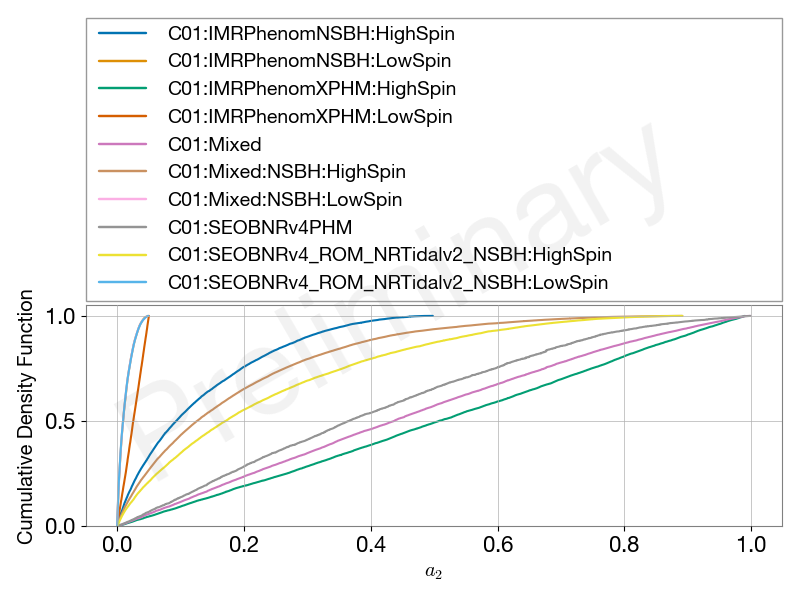 C01:IMRPhenomNSBH:HighSpin
C01:IMRPhenomNSBH:LowSpin
C01:IMRPhenomXPHM:HighSpin
C01:IMRPhenomXPHM:LowSpin
C01:Mixed
C01:Mixed:NSBH:HighSpin
C01:Mixed:NSBH:LowSpin
C01:SEOBNRv4PHM
C01:SEOBNRv4_ROM_NRTidalv2_NSBH:HighSpin
C01:SEOBNRv4_ROM_NRTidalv2_NSBH:LowSpin
Preliminary
Cumulative Density Function
1.0
0.5
0.0
0.0 0.2 0.4 0.6 0.8 1.0
a₂